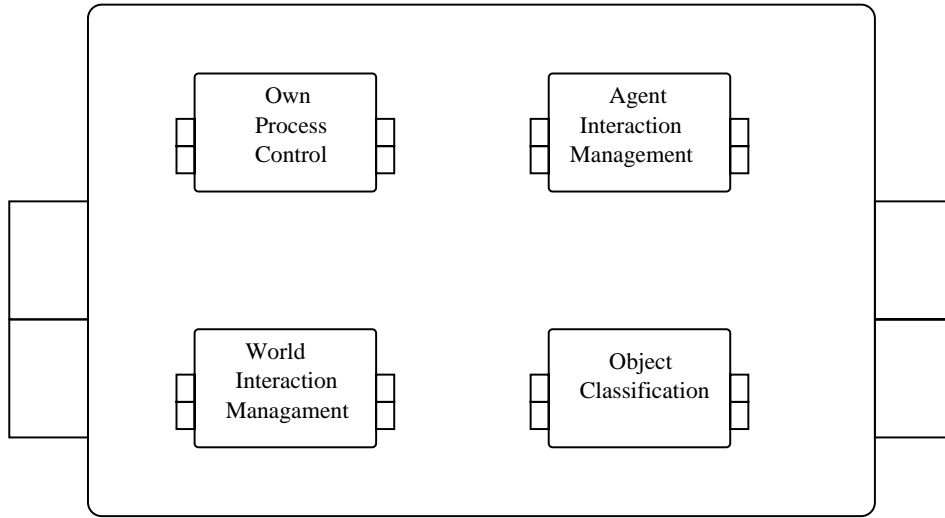 Own
Process
Control
Agent
Interaction
Management
World
Interaction
Managament
Object
Classification